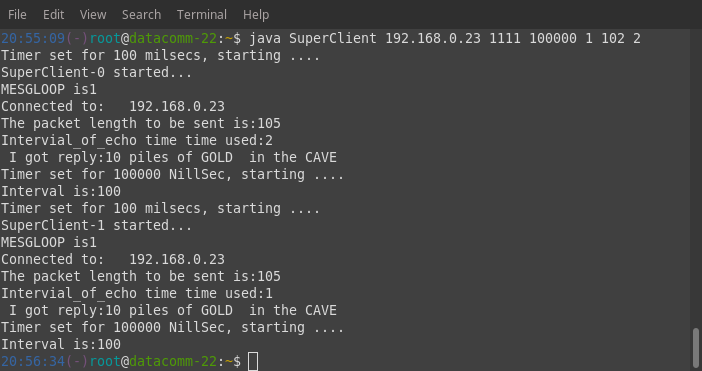 File Edit View Search Terminal Help
20:55:09(-)root@datacomm-22:~$ java SuperClient 192.168.0.23 1111 100000 1 102 2
Timer set for 100 milsecs, starting ....
SuperClient-0 started...
MESGLOOP is1
Connected to:   192.168.0.23
The packet length to be sent is:105
Intervial_of_echo time time used:2
 I got reply:10 piles of GOLD  in the CAVE
Timer set for 100000 NillSec, starting ....
Interval is:100
Timer set for 100 milsecs, starting ....
SuperClient-1 started...
MESGLOOP is1
Connected to:   192.168.0.23
The packet length to be sent is:105
Intervial_of_echo time time used:1
 I got reply:10 piles of GOLD  in the CAVE
Timer set for 100000 NillSec, starting ....
Interval is:100
20:56:34(-)root@datacomm-22:~$